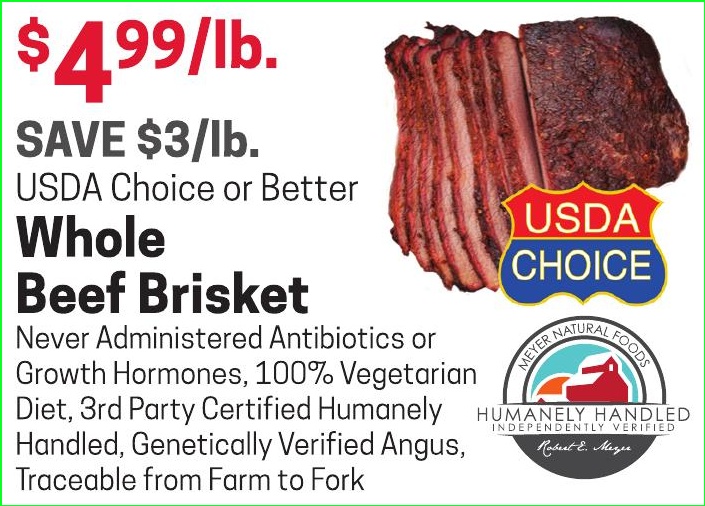 $4.99/lb.
SAVE $3/lb.
USDA Choice or Better
Whole
Beef Brisket
Never Administered Antibiotics or
Growth Hormones, 100% Vegetarian
Diet, 3rd Party Certified Humanely
Handled, Genetically Verified Angus,
Traceable from Farm to Fork
USDA
CHOICE
MEYER NATURAL FOODS
HUMANELY HANDLED
INDEPENDENTLY VERIFIED
Robert E. Meyer